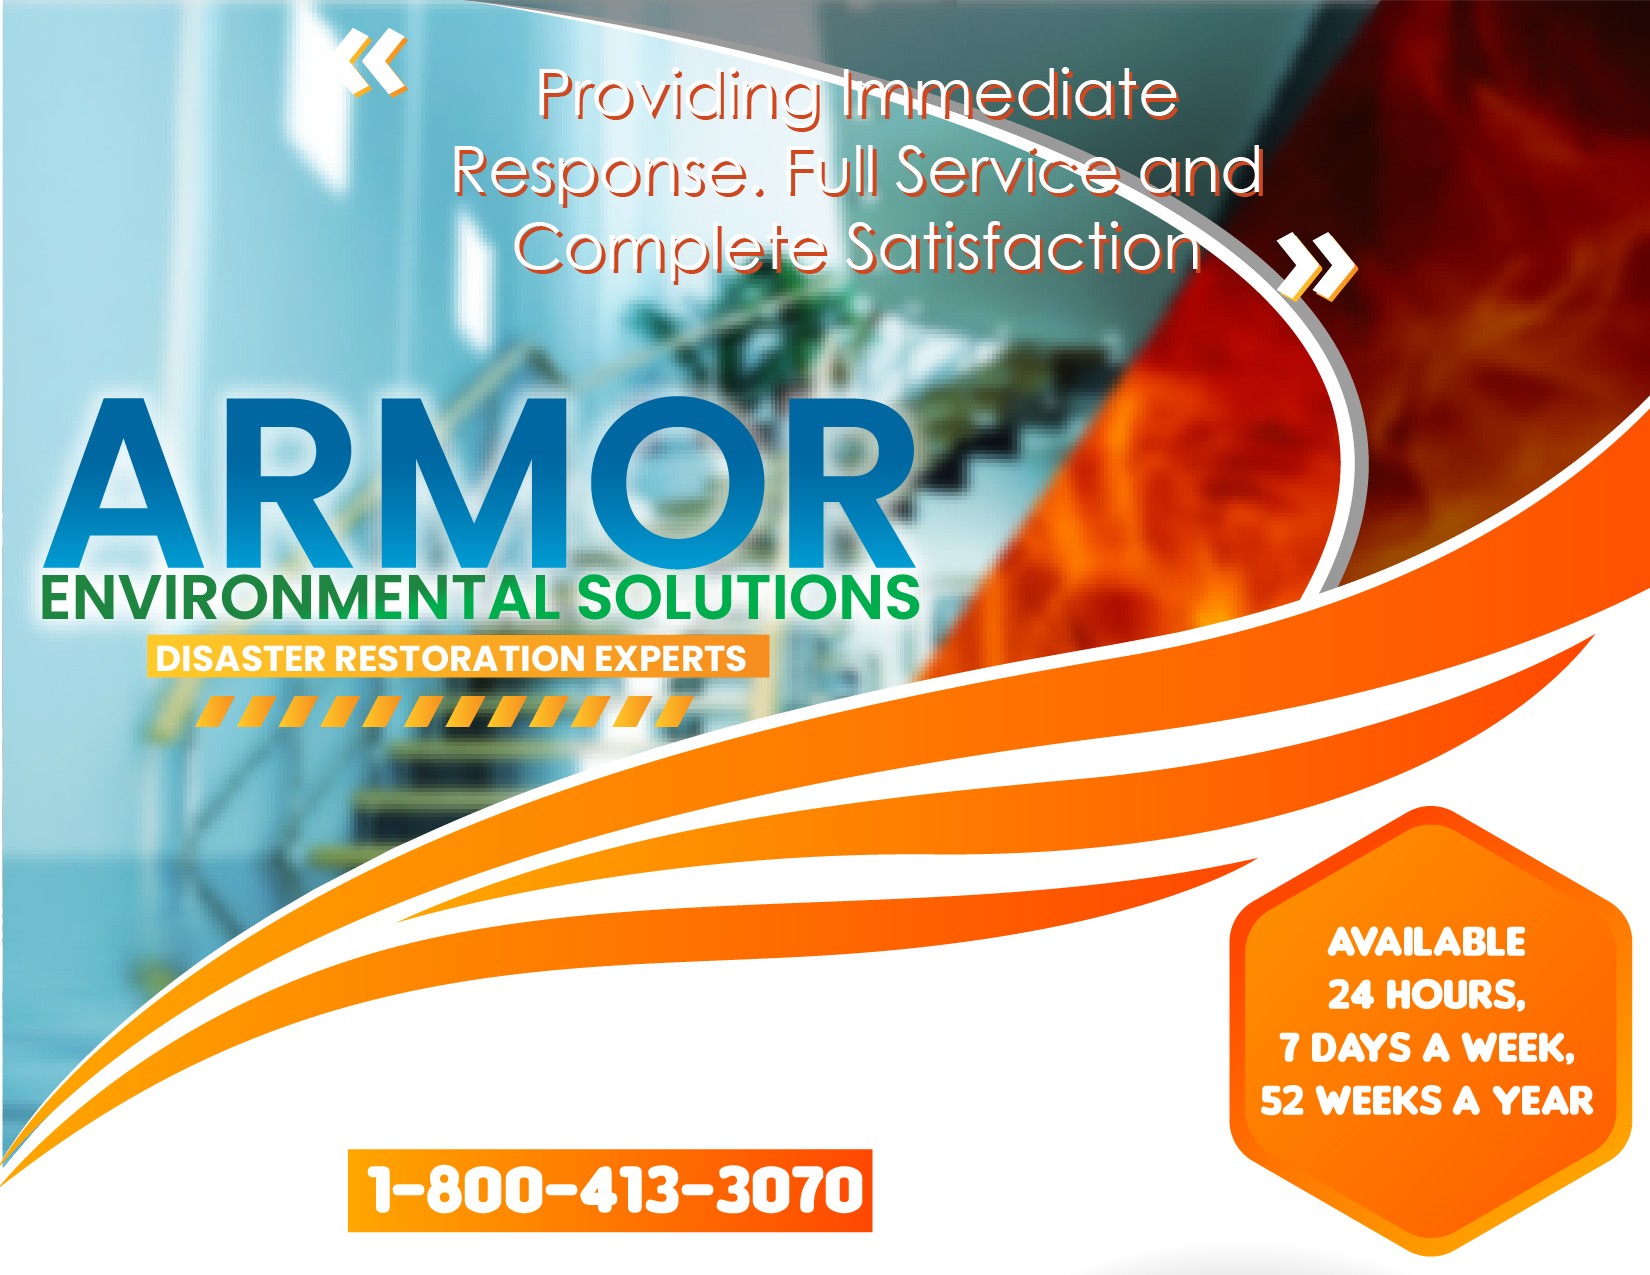 Providing Immediate
Response. Full Service and
Complete Satisfaction
ARMOR
ENVIRONMENTAL SOLUTIONS
DISASTER RESTORATION EXPERTS
AVAILABLE
24 HOURS,
7 DAYS A WEEK,
52 WEEKS A YEAR
1-800-413-3070